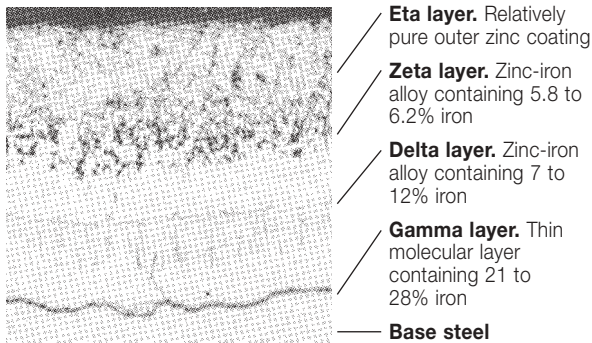 Eta layer. Relatively
pure outer zinc coating
Zeta layer. Zinc-iron
alloy containing 5.8 to
6.2% iron
Delta layer. Zinc-iron
alloy containing 7 to
12% iron
Gamma layer. Thin
molecular layer
containing 21 to
28% iron
Base steel